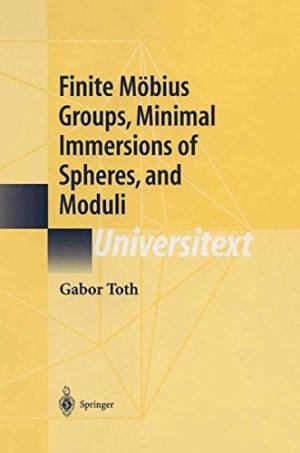 Finite Möbius
Groups, Minimal
Immersions of
Spheres, and
Moduli
Universitext
Gabor Toth
Springer